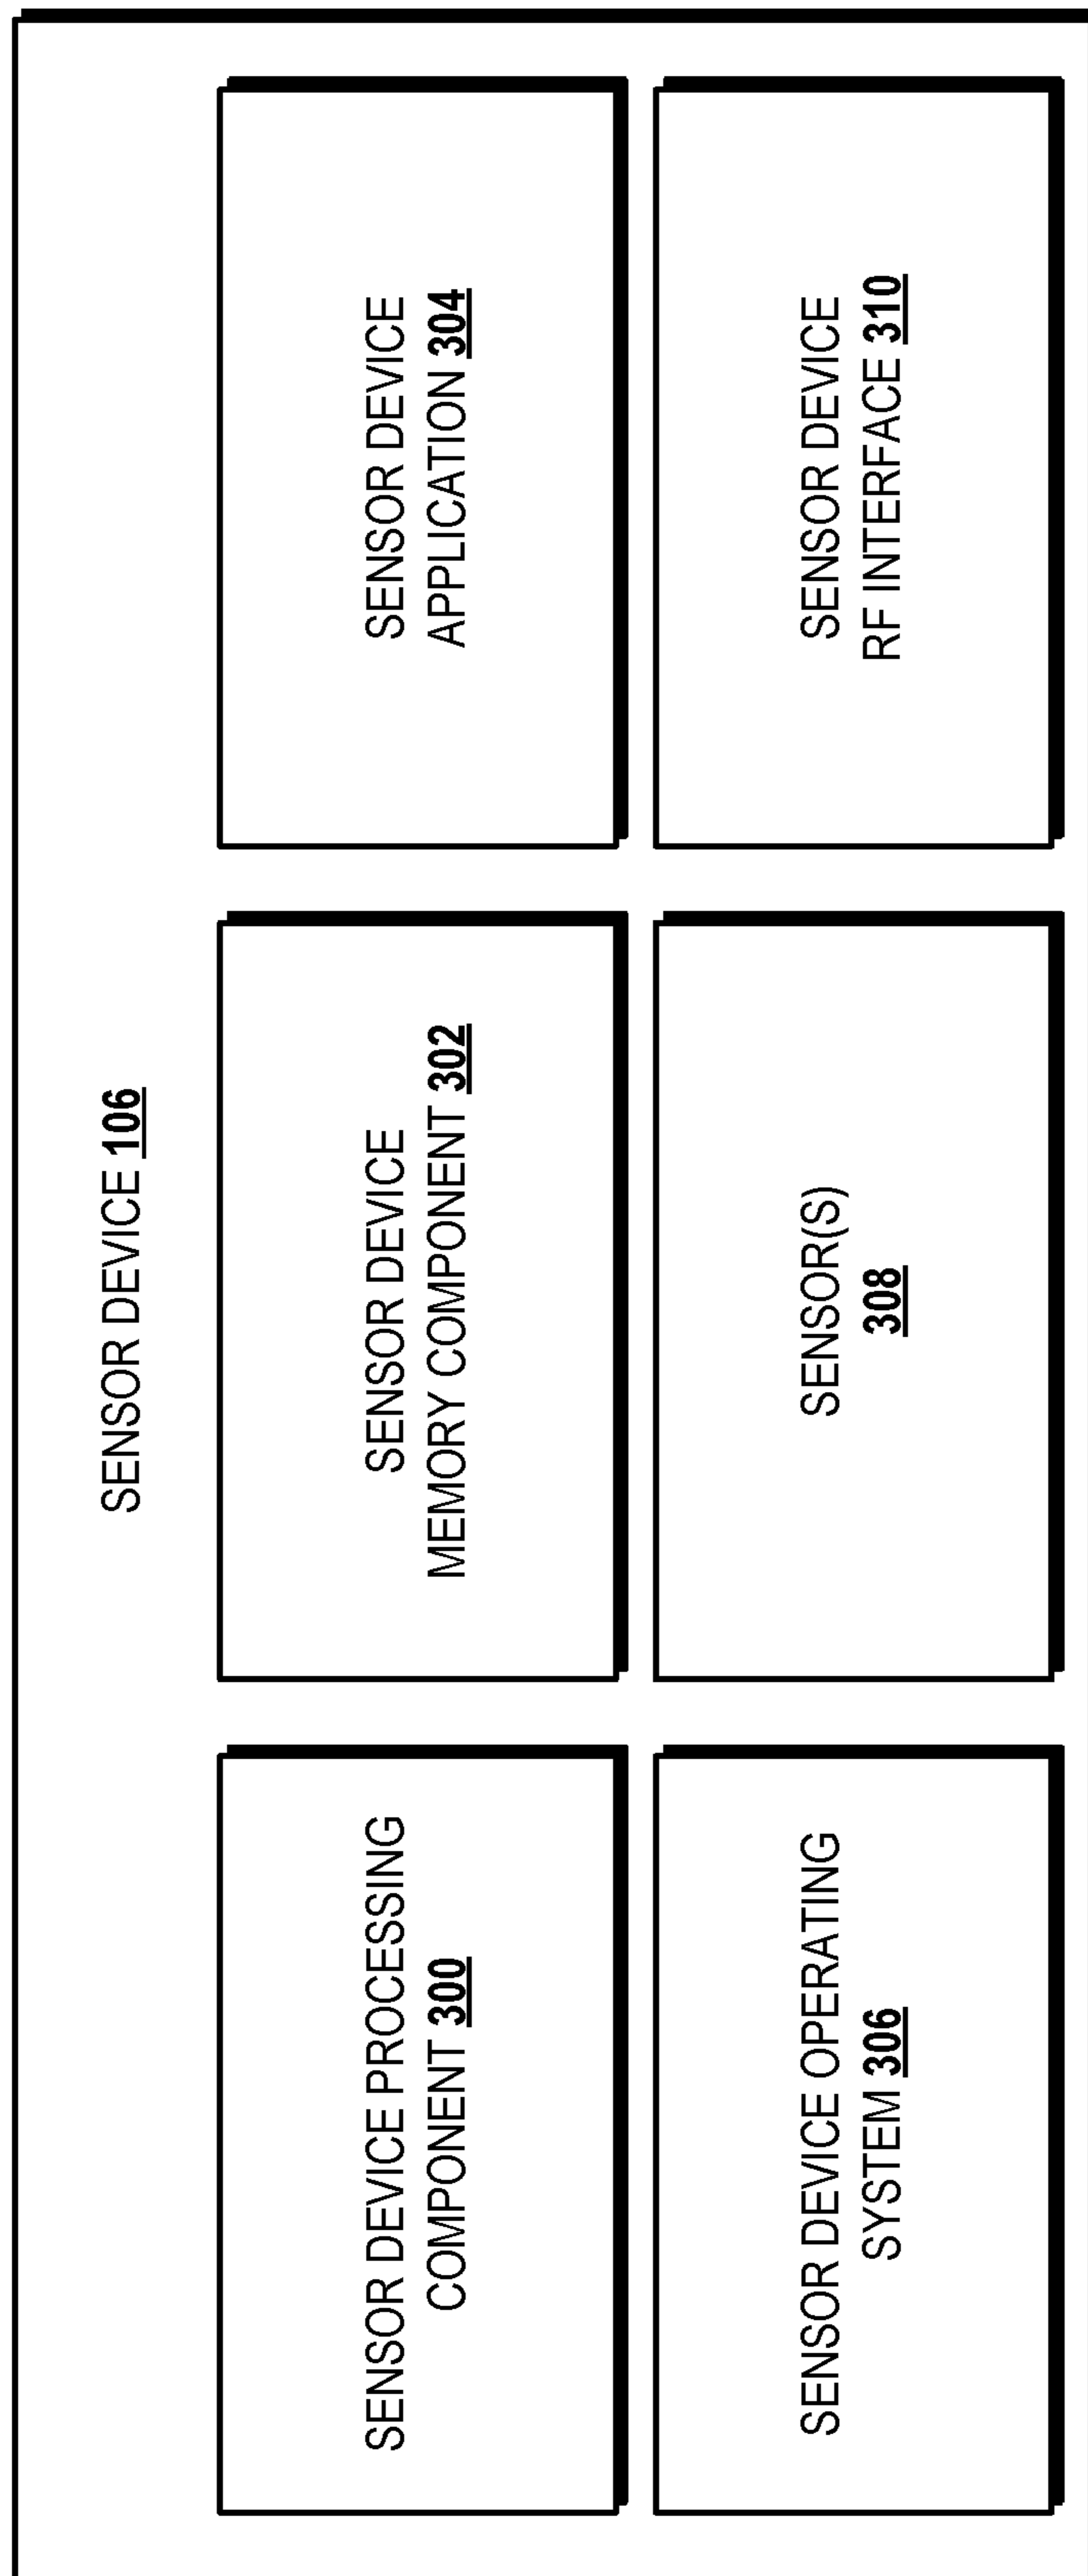 SENSOR DEVICE 106
SENSOR DEVICE PROCESSING
COMPONENT 300
SENSOR DEVICE
MEMORY COMPONENT 302
SENSOR DEVICE
APPLICATION 304
SENSOR DEVICE OPERATING
SYSTEM 306
SENSOR(S)
308
SENSOR DEVICE
RF INTERFACE 310